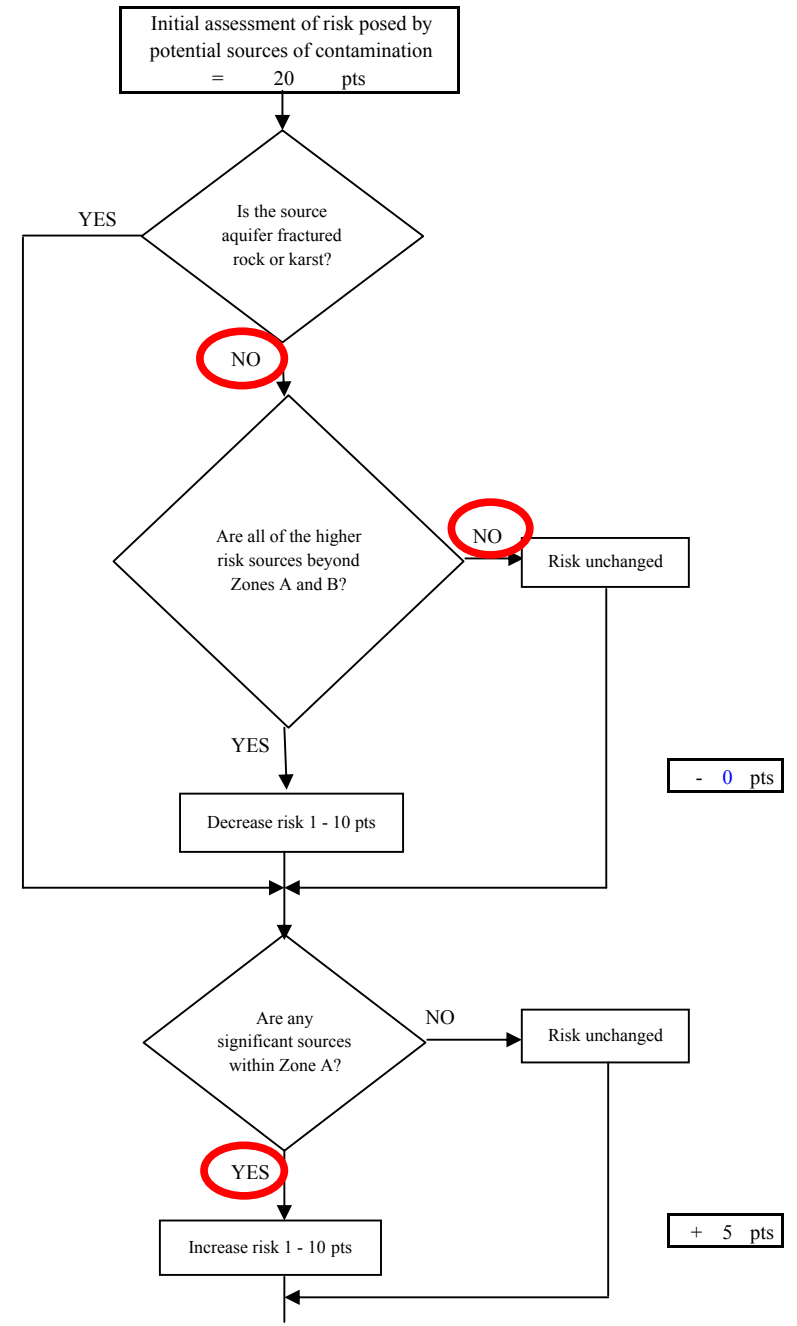 Initial assessment of risk posed by
potential sources of contamination
= 20 pts
YES
Is the source
aquifer fractured
rock or karst?
NO
Are all of the higher
risk sources beyond
Zones A and B?
NO
Risk unchanged
YES
- 0 pts
Decrease risk 1 - 10 pts
Are any
significant sources
within Zone A?
NO
Risk unchanged
YES
+ 5 pts
Increase risk 1 - 10 pts